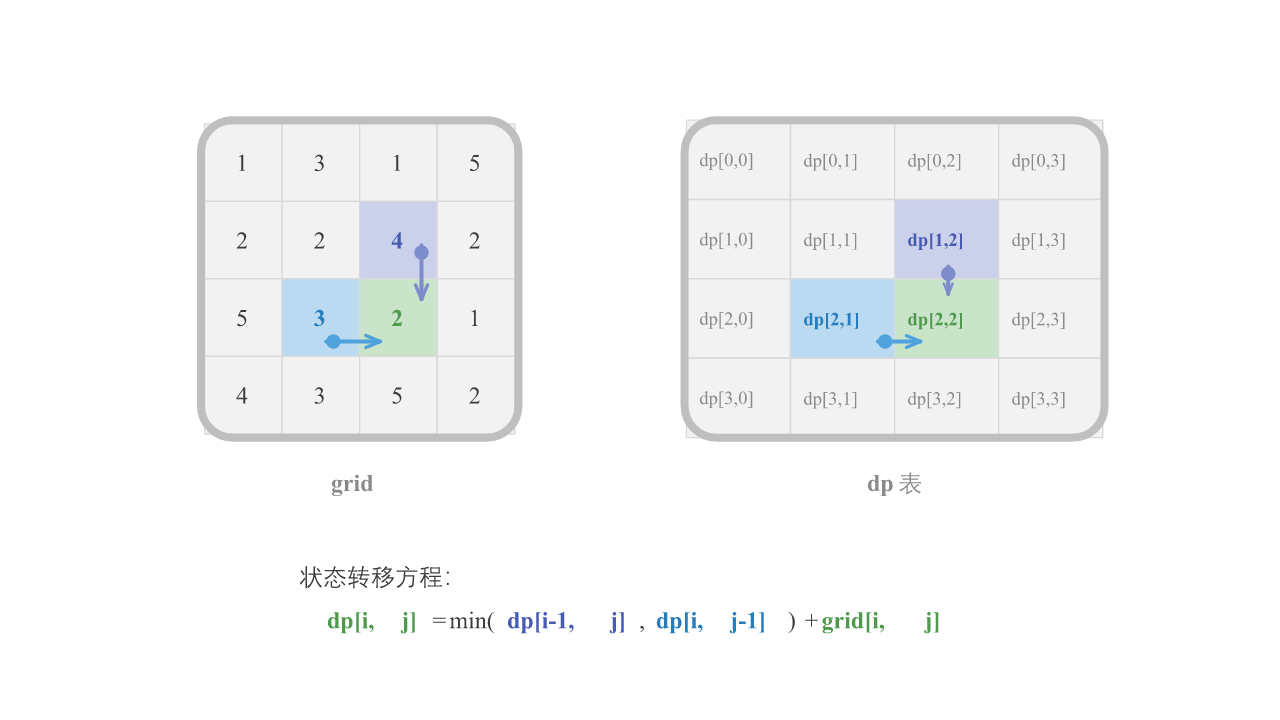 1 3 1 5
2 2 4 2
5 3 2 1
4 3 5 2
grid
dp[0,0] dp[0,1] dp[0,2] dp[0,3]
dp[1,0] dp[1,1] dp[1,2] dp[1,3]
dp[2,0] dp[2,1] dp[2,2] dp[2,3]
dp[3,0] dp[3,1] dp[3,2] dp[3,3]
dp 表
状态转移方程：
dp[i, j] = min( dp[i-1, j] , dp[i, j-1] ) + grid[i, j]